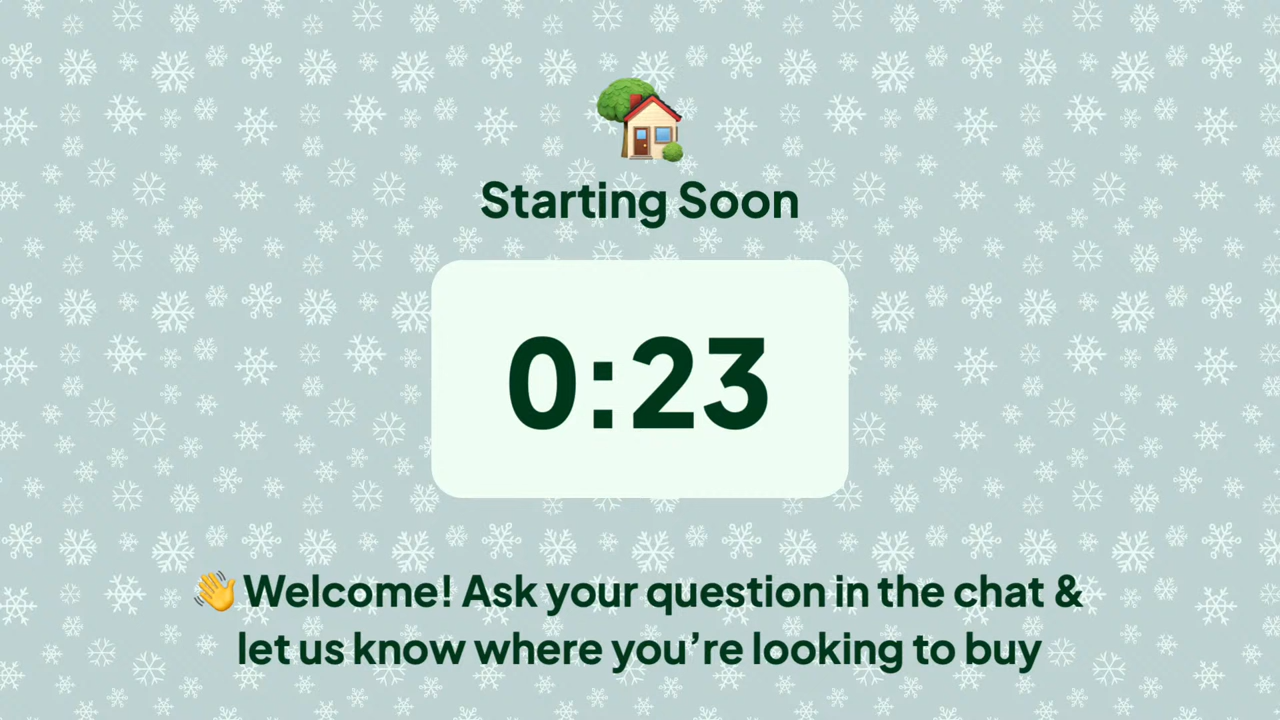 Starting Soon
0:23
👋 Welcome! Ask your question in the chat &
let us know where you’re looking to buy